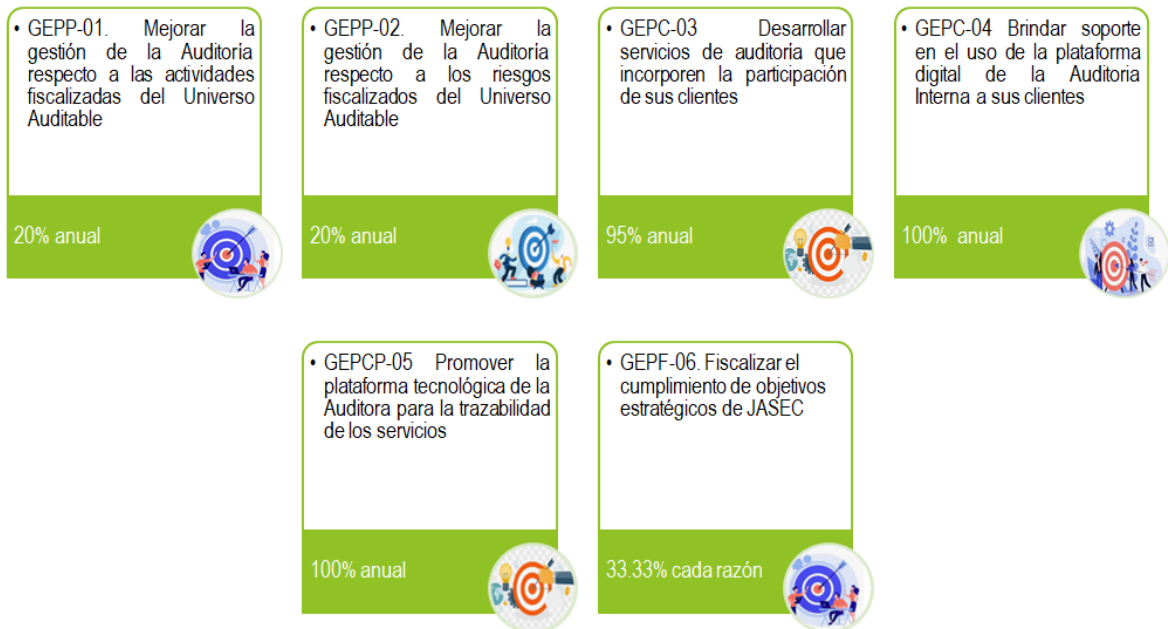 • GEPP-01. Mejorar la
gestión de la Auditoría
respecto a las actividades
fiscalizadas del Universo
Auditable
20% anual
• GEPP-02. Mejorar la
gestión de la Auditoría
respecto a los riesgos
fiscalizados del Universo
Auditable
20% anual
• GEPC-03 Desarrollar
servicios de auditoría que
incorporen la participación
de sus clientes
95% anual
• GEPC-04 Brindar soporte
en el uso de la plataforma
digital de la Auditoria
Interna a sus clientes
100% anual
• GEPCP-05 Promover la
plataforma tecnológica de la
Auditora para la trazabilidad
de los servicios
100% anual
• GEPF-06. Fiscalizar el
cumplimiento de objetivos
estratégicos de JASEC
33.33% cada razón